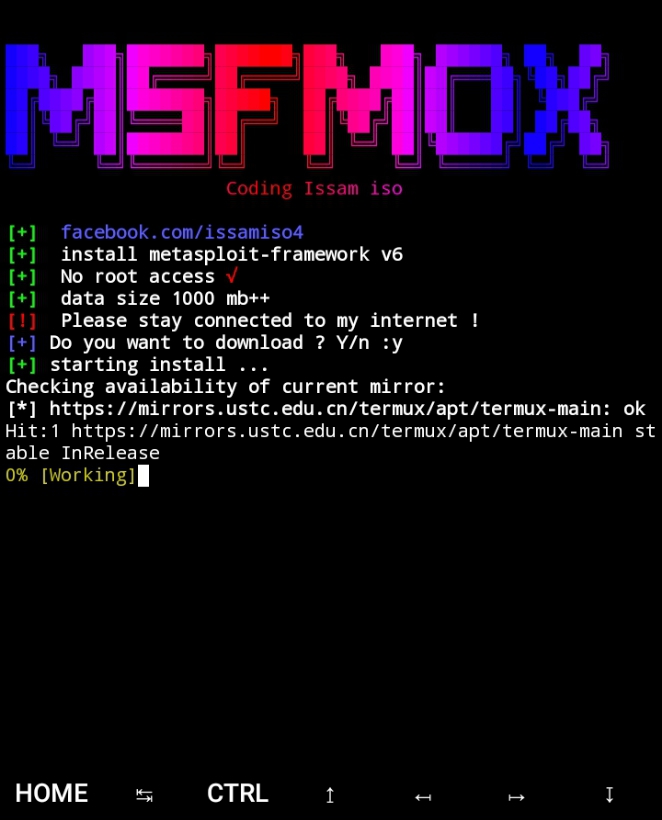 MSFMOX
Coding Issam iso
[+] facebook.com/issamiso4
[+] install metasploit-framework v6
[+] No root access √
[+] data size 1000 mb++
[!] Please stay connected to my internet !
[+] Do you want to download ? Y/n :y
[+] starting install ...
Checking availability of current mirror:
[*] https://mirrors.ustc.edu.cn/termux/apt/termux-main: ok
Hit:1 https://mirrors.ustc.edu.cn/termux/apt/termux-main st
able InRelease
0% [Working]
HOME ↹ CTRL ↥ ↤ ↦ ↧